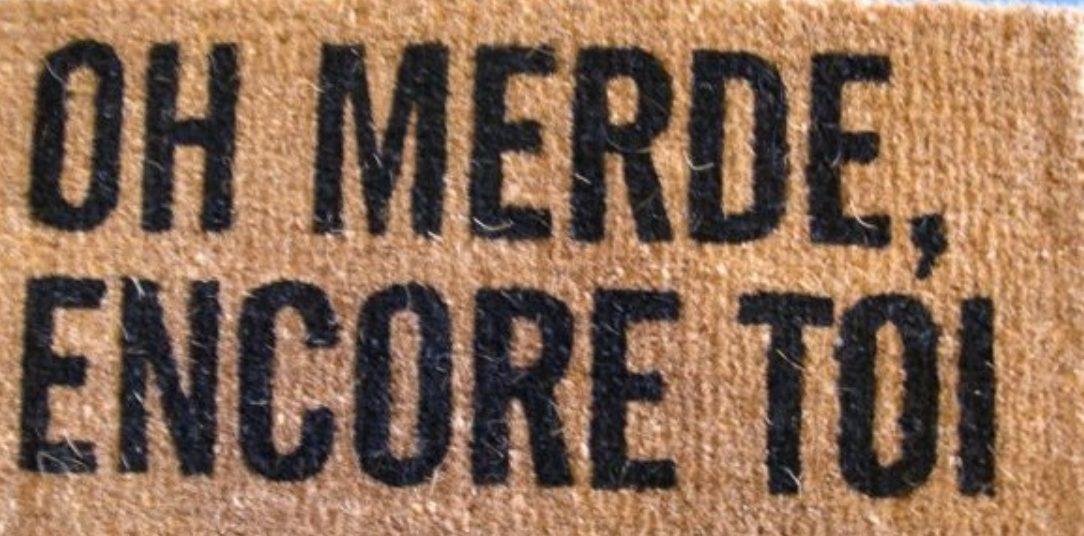 OH MERDE,
ENCORE TOI